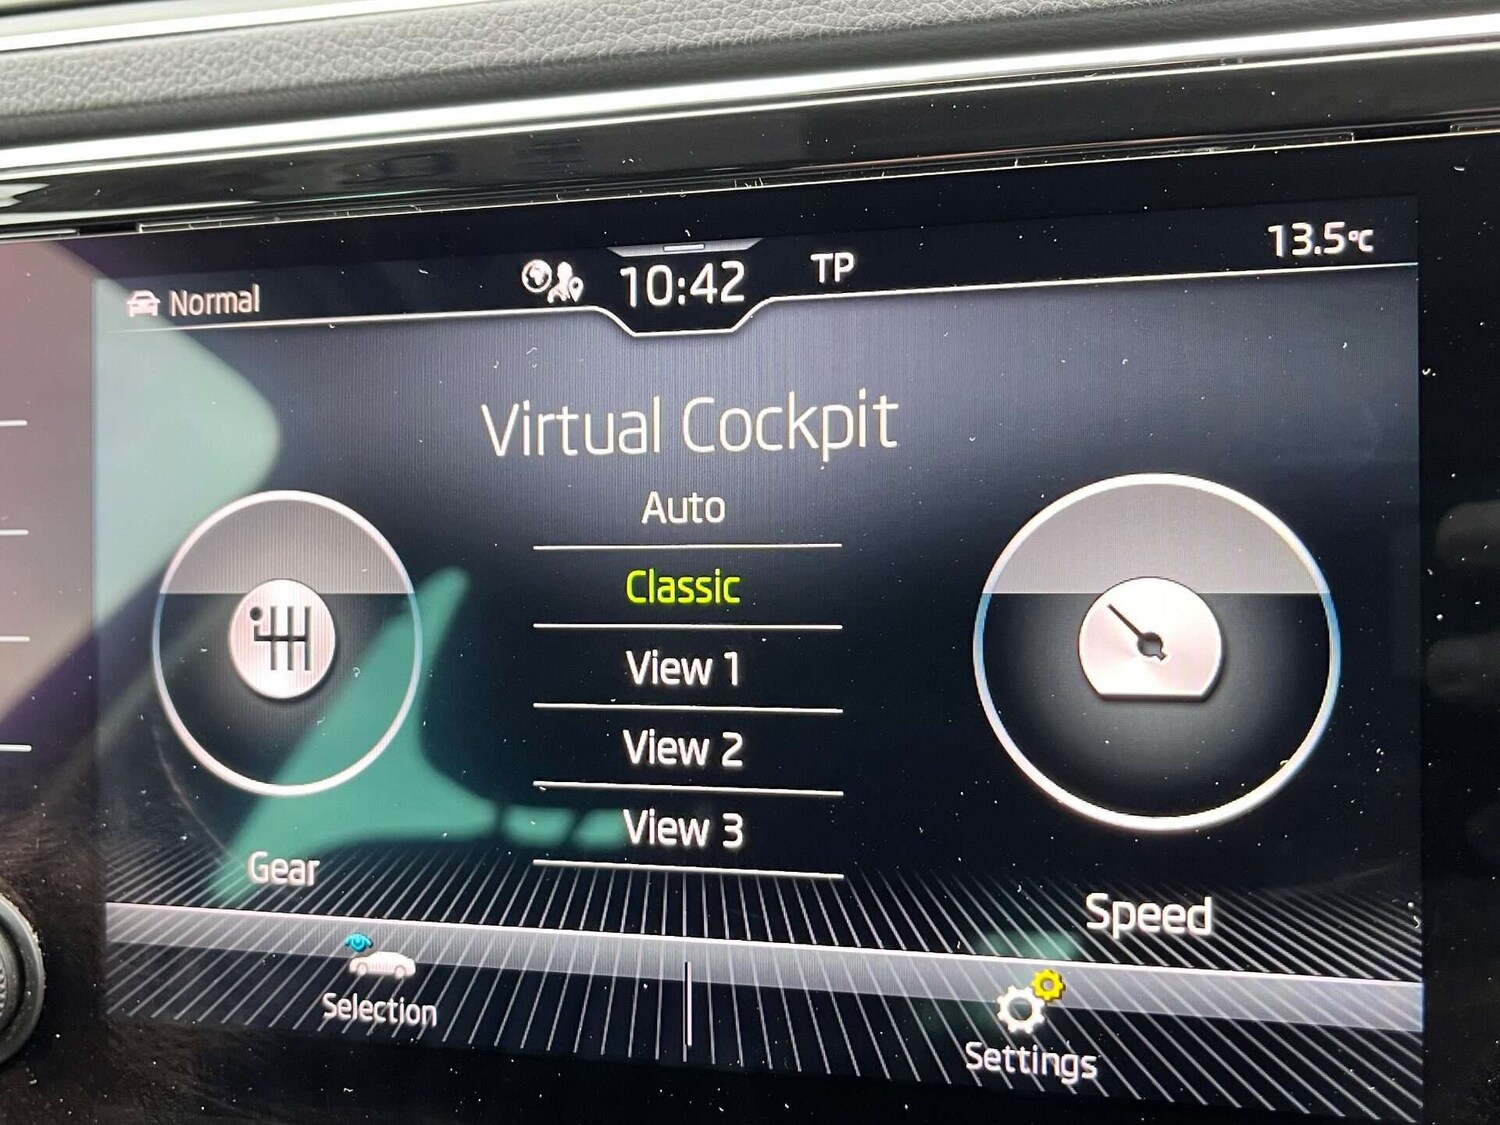 Normal
10:42
TP
13.5°C
Virtual Cockpit
Auto
Classic
View 1
View 2
View 3
Gear
Speed
Selection
Settings